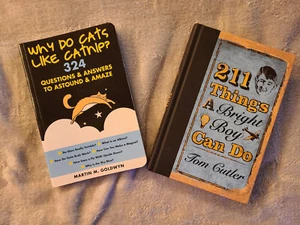 WHY DO CATS
LIKE CATNIP?
324
QUESTIONS & ANSWERS
TO ASTOUND & AMAZE
MARTIN M. GOLDWYN
211
Things
A Bright
Boy
Can Do
Tom Cutler